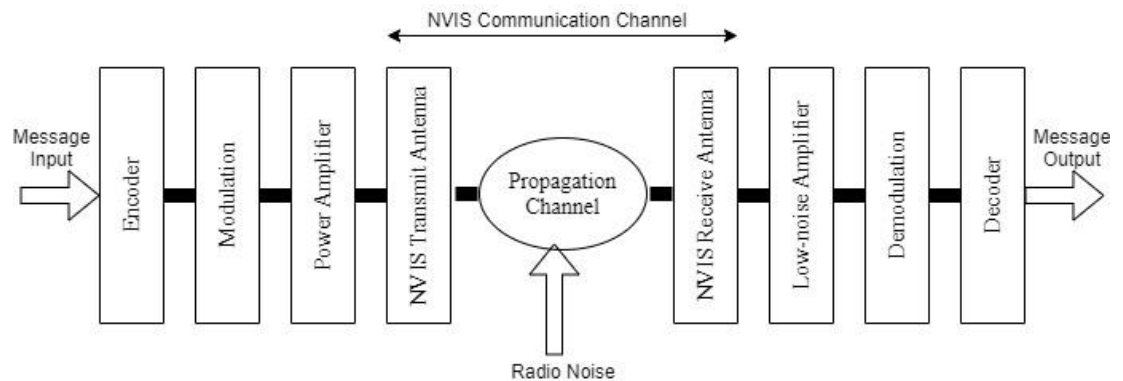 NVIS Communication Channel
Message
Input
Encoder
Modulation
Power Amplifier
NVIS Transmit Antenna
Propagation
Channel
NVIS Receive Antenna
Low-noise Amplifier
Demodulation
Decoder
Message
Output
Radio Noise